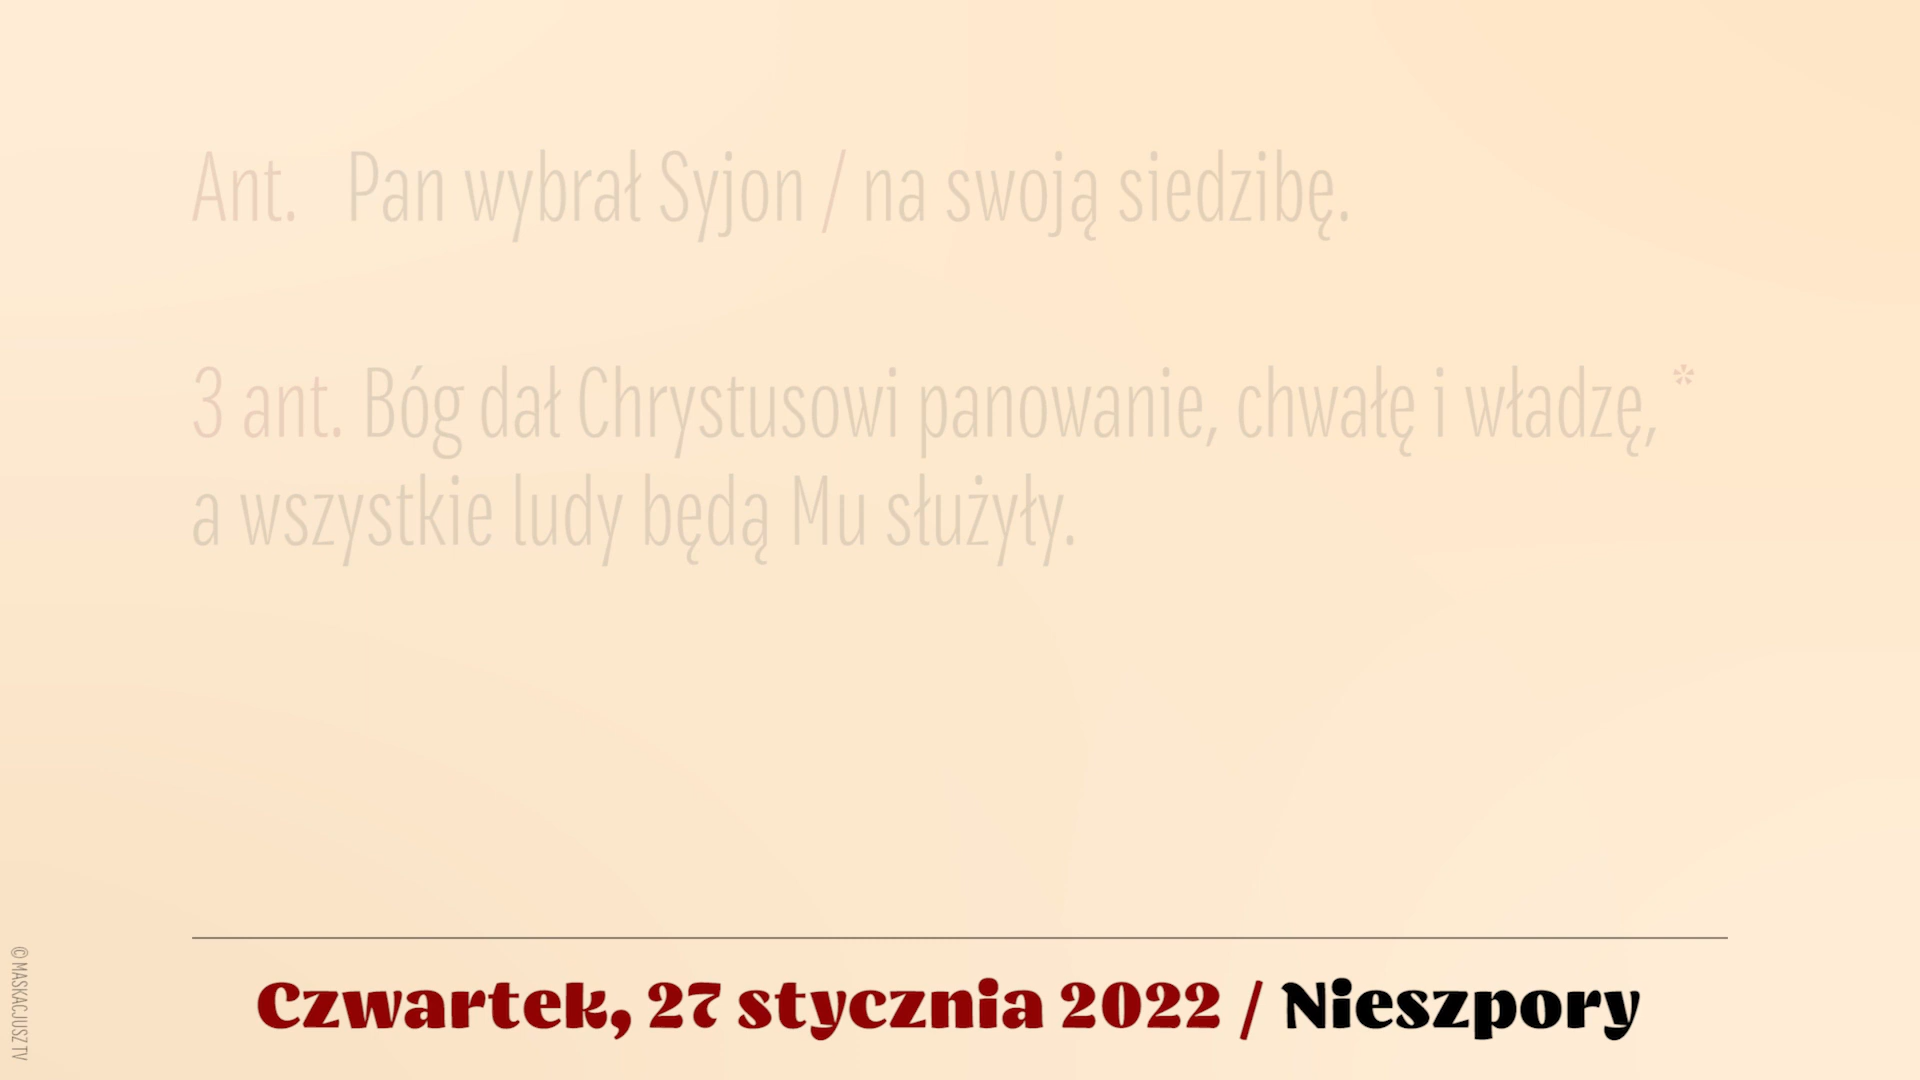 Ant. Pan wybrał Syjon / na swoją siedzibę.
3 ant. Bóg dał Chrystusowi panowanie, chwałę i władzę, *
a wszystkie ludy będą Mu służyły.
Czwartek, 27 stycznia 2022 / Nieszpory
© MASKACJUSZ TV